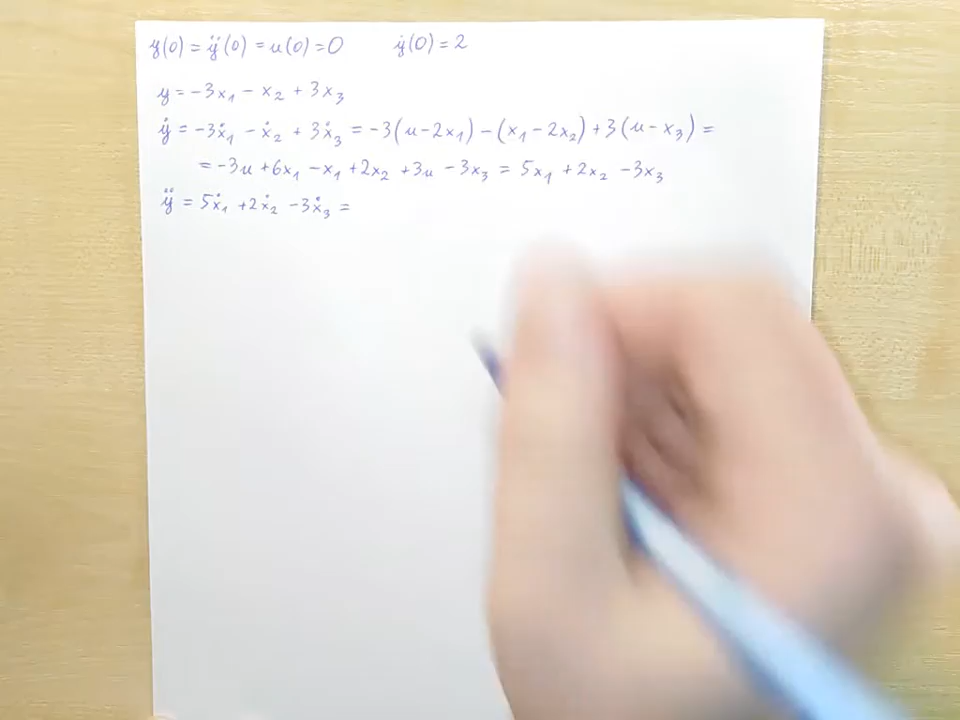 y(0) = ÿ(0) = u(0) = 0 ẏ(0) = 2
y = -3x₁ - x₂ + 3x₃
ẏ = -3ẋ₁ - ẋ₂ + 3ẋ₃ = -3(u-2x₁) - (x₁-2x₂) + 3(u-x₃) =
= -3u + 6x₁ - x₁ + 2x₂ + 3u - 3x₃ = 5x₁ + 2x₂ - 3x₃
ÿ = 5ẋ₁ + 2ẋ₂ - 3ẋ₃ =